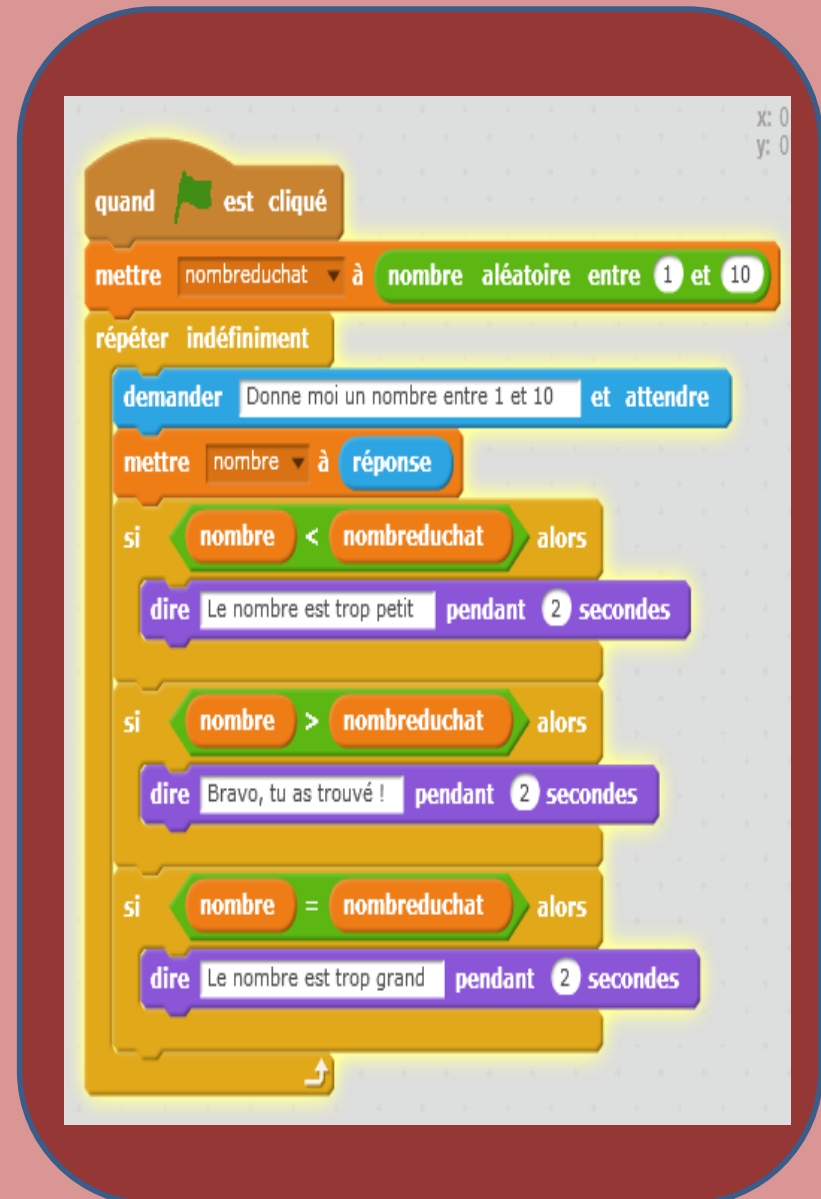 x: 0
y: 0
quand est cliqué
mettre nombreduchat à nombre aléatoire entre 1 et 10
répéter indéfiniment
demander Donne moi un nombre entre 1 et 10 et attendre
mettre nombre à réponse
si nombre < nombreduchat alors
dire Le nombre est trop petit pendant 2 secondes
si nombre > nombreduchat alors
dire Bravo, tu as trouvé ! pendant 2 secondes
si nombre = nombreduchat alors
dire Le nombre est trop grand pendant 2 secondes